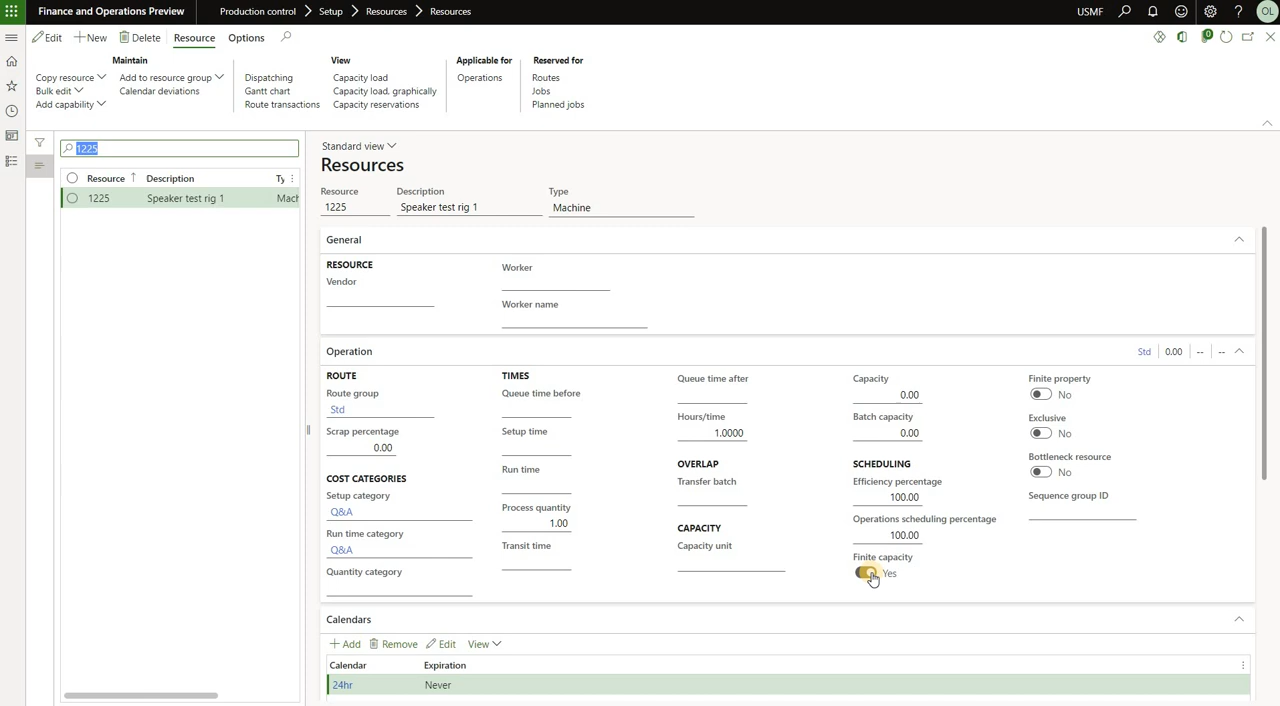 Finance and Operations Preview
Production control > Setup > Resources > Resources
USMF
OL
Edit
New
Delete
Resource
Options
0
Maintain
Copy resource
Add to resource group
Bulk edit
Calendar deviations
Add capability
Dispatching
Gantt chart
Route transactions
View
Capacity load
Capacity load, graphically
Capacity reservations
Applicable for
Operations
Reserved for
Routes
Jobs
Planned jobs
1225
Resource
Description
Ty
1225
Speaker test rig 1
Mach
Standard view
Resources
Resource
Description
Type
1225
Speaker test rig 1
Machine
General
RESOURCE
Vendor
Worker
Worker name
Operation
Std
0.00
--
--
ROUTE
Route group
Std
Scrap percentage
0.00
COST CATEGORIES
Setup category
Q&A
Run time category
Q&A
Quantity category
TIMES
Queue time before
Setup time
Run time
Process quantity
1.00
Transit time
Queue time after
Hours/time
1.0000
OVERLAP
Transfer batch
CAPACITY
Capacity unit
Capacity
0.00
Batch capacity
0.00
SCHEDULING
Efficiency percentage
100.00
Operations scheduling percentage
100.00
Finite capacity
Yes
Finite property
No
Exclusive
No
Bottleneck resource
No
Sequence group ID
Calendars
Add
Remove
Edit
View
Calendar
Expiration
24hr
Never